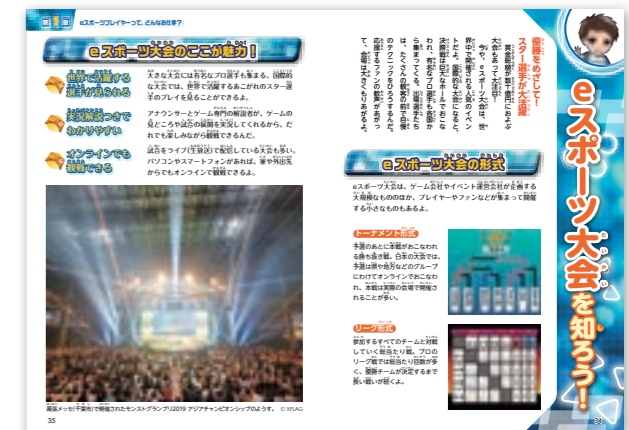 eスポーツ大会を知ろう!
優勝をめざして!
スター選手が大活躍
賞金総額が数十億円におよぶ
大会もあって大注目!
今や、eスポーツ大会は、世
界中で開催される人気のイベン
トだよ。国際的な大会になると、
決勝戦は巨大なホールでおこな
われ、有名なプロ選手も各国か
ら集まってくる。出場選手たち
は、たくさんの観客の前で自慢
のテクニックをひろうするんだ。
応援するファンの歓声があがっ
て、会場は大きくもりあがるよ。
eスポーツ大会の形式
eスポーツ大会は、ゲーム会社やイベント運営会社が企画する
大規模なもののほか、プレイヤーやファンなどが集まって開催
する小さなものもあるよ。
トーナメント形式
予選のあとに本戦がおこなわれ
る勝ち抜き戦。日本の大会では、
予選は県や地方などのグループ
にわけてオンラインでおこなわ
れ、本戦は実際の会場で開催さ
れることが多い。
リーグ形式
参加するすべてのチームと対戦
していく総当たり戦。プロの
リーグ戦では総当たり回数が多
く、優勝チームが決定するまで
長い戦いが続くよ。
34
第1章 eスポーツプレイヤーって、どんなお仕事?
eスポーツ大会のここが魅力!
世界で活躍する
選手が見られる
大きな大会には有名なプロ選手も集まる。国際的
な大会では、世界で活躍するあこがれのスター選
手のプレイを見ることができるよ。
実況解説つきで
わかりやすい
アナウンサーとゲーム専門の解説者が、ゲームの
見どころや試合の展開を実況してくれるから、だ
れでも楽しみながら観戦できるんだ。
オンラインでも
観戦できる
試合をライブ(生放送)で配信している大会も多い。
パソコンやスマートフォンがあれば、家や外出先
からでもオンラインで観戦できるよ。
幕張メッセ(千葉市)で開催されたモンストグランプリ2019 アジアチャンピオンシップのようす。 © XFLAG
35